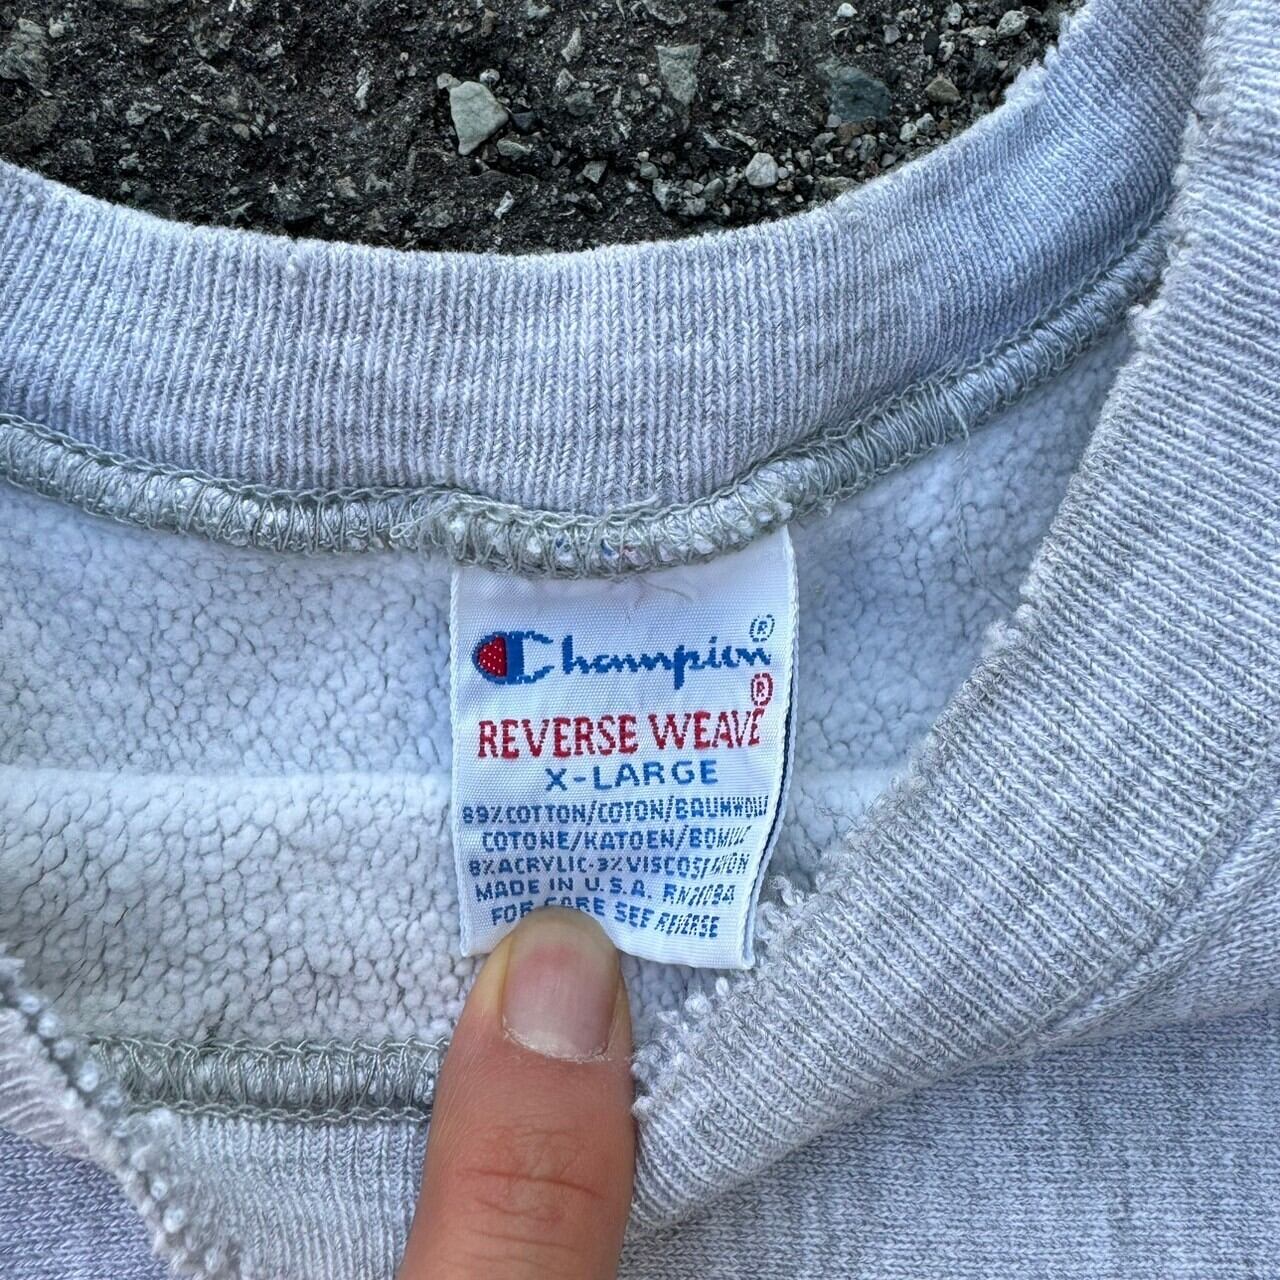 Champion®
REVERSE WEAVE®
X-LARGE
89% COTTON/COTON/BAUMWOLLE
COTONE/KATOEN/BOMULL
8% ACRYLIC-3% VISCOSE/RAYON
MADE IN U.S.A. RN26094
FOR CARE SEE REVERSE